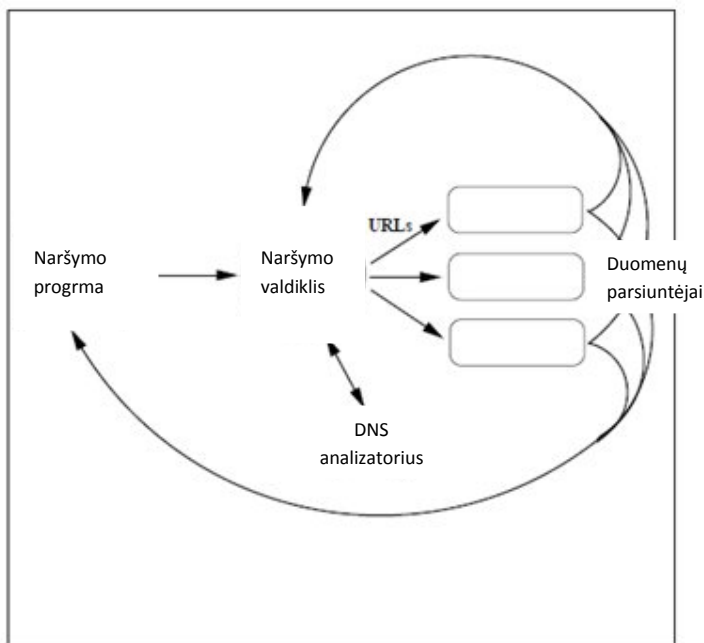 URLs
Naršymo
progrma
Naršymo
valdiklis
Duomenų
parsiuntėjai
DNS
analizatorius